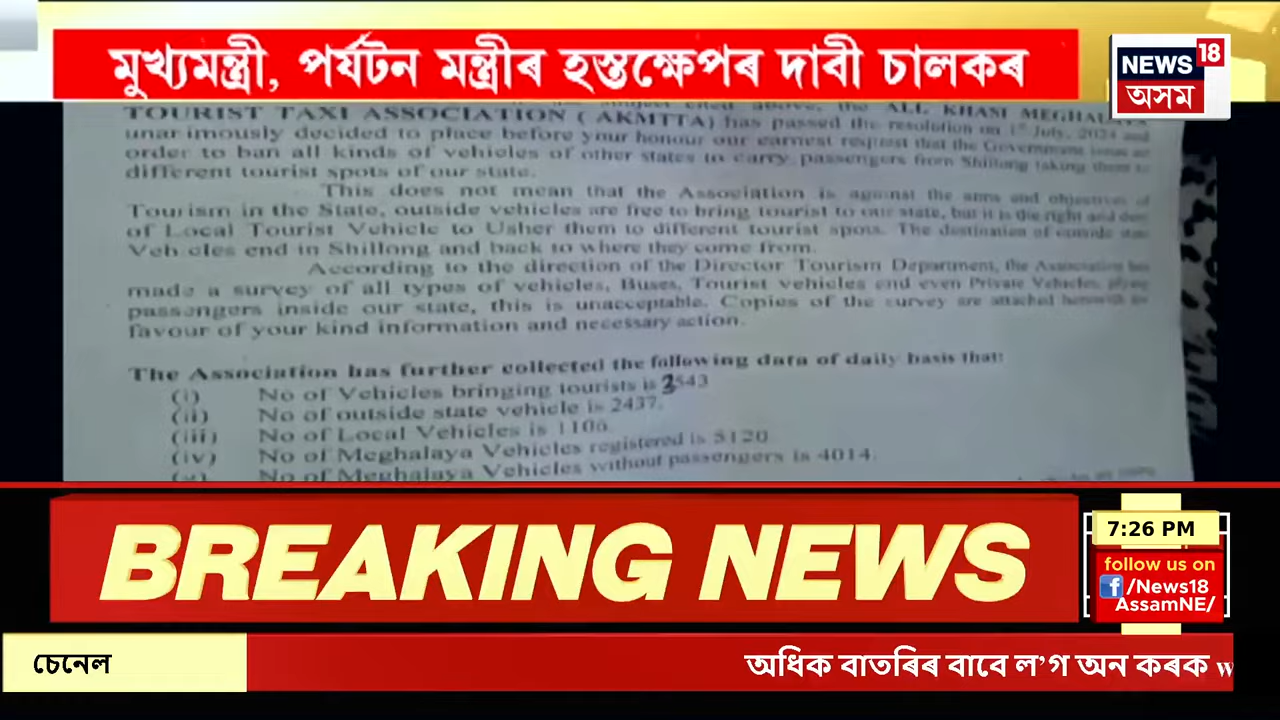 মুখ্যমন্ত্ৰী, পৰ্যটন মন্ত্ৰীৰ হস্তক্ষেপৰ দাবী চালকৰ
NEWS 18
অসম
TOURIST TAXI ASSOCIATION ( AKMTTA) has passed the resolution on 1st July, 2024 and
unanimously decided to place before your honour our earnest request that the Government
order to ban all kinds of vehicles of other states to carry passengers from Shillong taking them to
different tourist spots of our state.
This does not mean that the Association is against the aims and objectives of
Tourism in the State, outside vehicles are free to bring tourist to our state, but it is the right and
of Local Tourist Vehicle to Usher them to different tourist spots. The destination of outside state
Vehicles end in Shillong and back to where they come from.
According to the direction of the Director Tourism Department, the Association has
made a survey of all types of vehicles, Buses, Tourist vehicles and even Private Vehicles, plying
passengers inside our state, this is unacceptable. Copies of the survey are attached herewith for
favour of your kind information and necessary action.
The Association has further collected the following data of daily basis that:
(i) No of Vehicles bringing tourists is 3543
(ii) No of outside state vehicle is 2437.
(iii) No of Local Vehicles is 1106.
(iv) No of Meghalaya Vehicles registered is 5120
(v) No of Meghalaya Vehicles without passengers is 4014.
BREAKING NEWS
7:26 PM
follow us on
/News18
AssamNE/
চেনেল
অধিক বাতৰিৰ বাবে ল’গ অন কৰক w